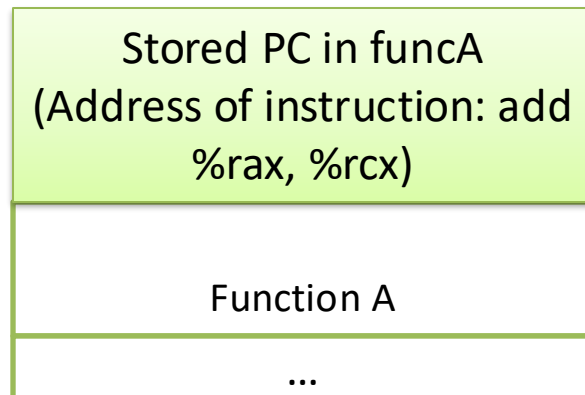 Stored PC in funcA
(Address of instruction: add
%rax, %rcx)
Function A
...